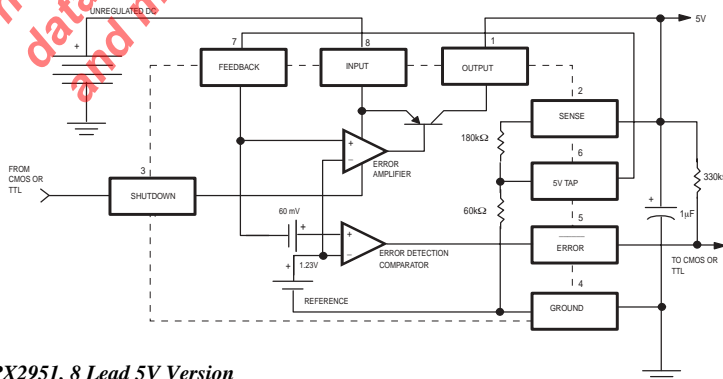 data
and m
UNREGULATED DC
5V
+
7
8
1
FEEDBACK
INPUT
OUTPUT
2
SENSE
180kΩ
6
5V TAP
+
−
ERROR
AMPLIFIER
330k
FROM
CMOS OR
TTL
3
SHUTDOWN
60kΩ
60 mV
+
+
1µF
5
ERROR
+
−
ERROR DETECTION
COMPARATOR
TO CMOS OR
TTL
+
1.23V
REFERENCE
4
GROUND
PX2951, 8 Lead 5V Version